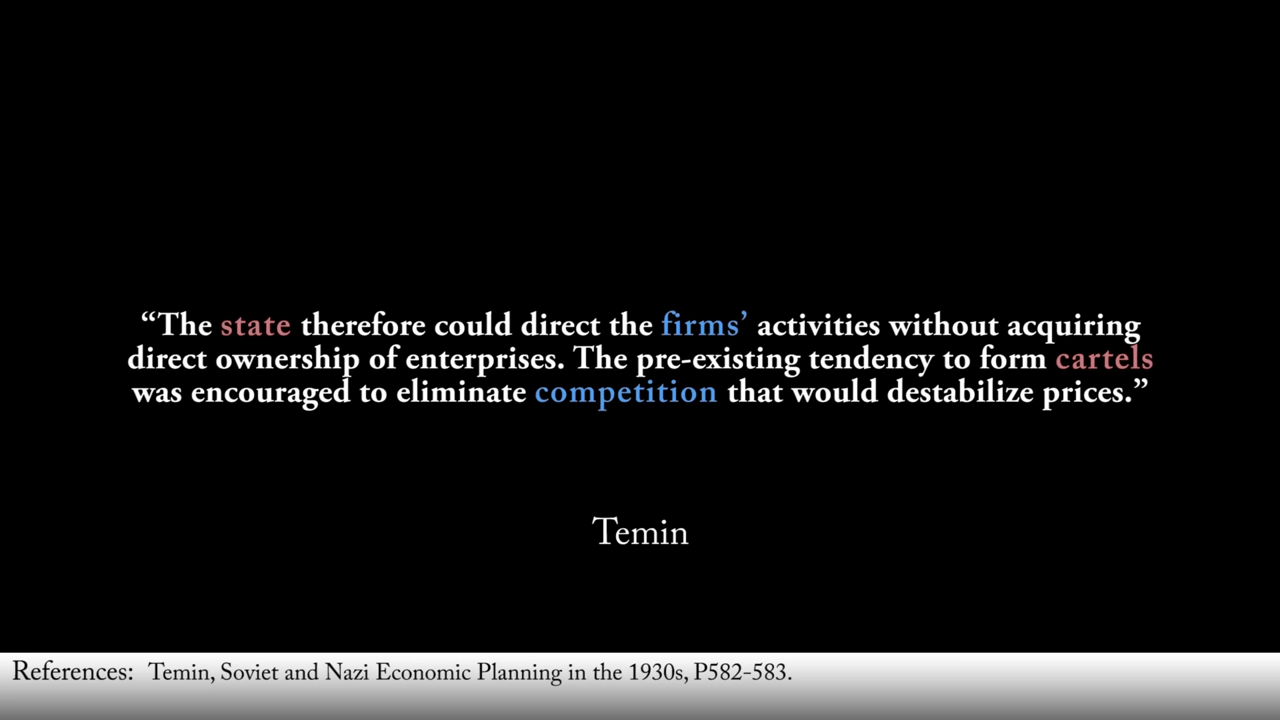 “The state therefore could direct the firms’ activities without acquiring
direct ownership of enterprises. The pre-existing tendency to form cartels
was encouraged to eliminate competition that would destabilize prices.”
Temin
References: Temin, Soviet and Nazi Economic Planning in the 1930s, P582-583.